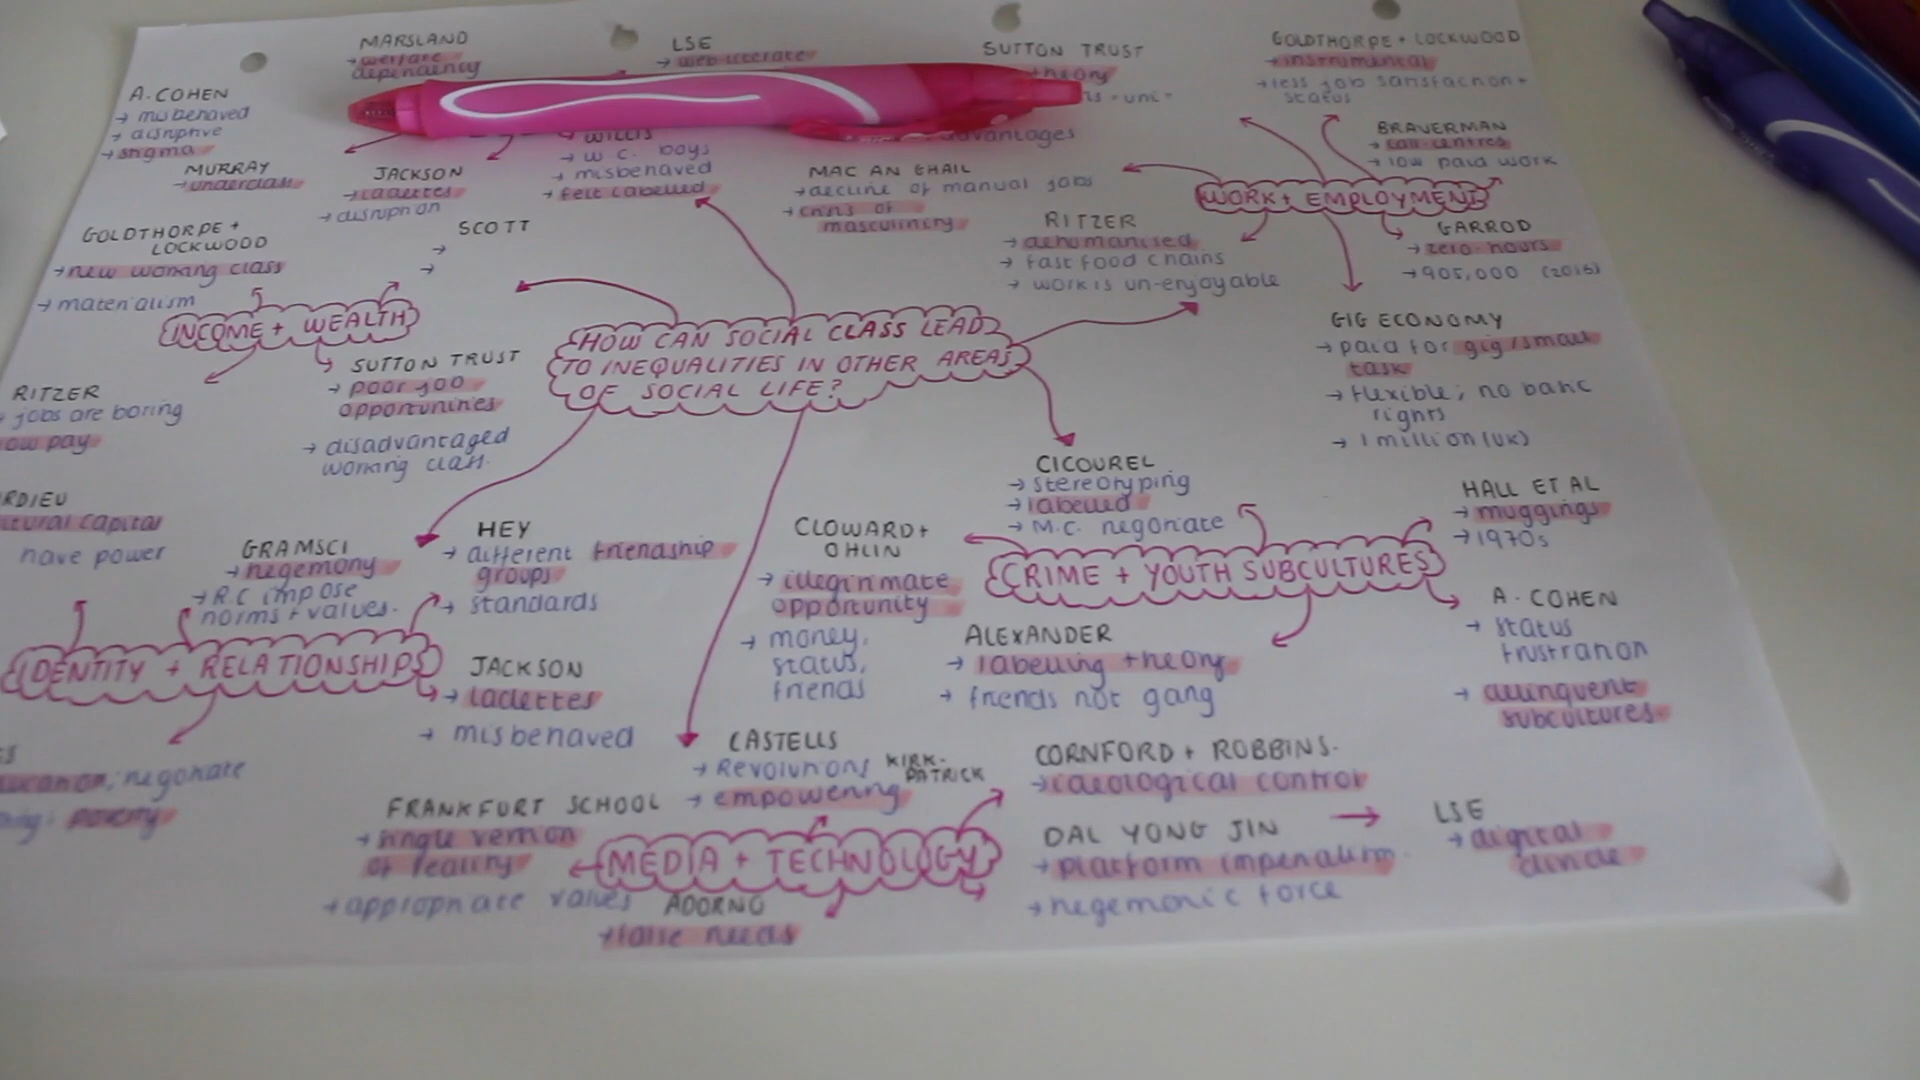 MARSLAND
→ welfare
dependency
LSE
→ web-literate
SUTTON TRUST
theory
advantages
GOLDTHORPE + LOCKWOOD
→ instrumental
→ less job satisfaction +
status
A. COHEN
→ misbehaved
→ disruptive
→ stigma
MURRAY
→ underclass
JACKSON
→ ladettes
→ disruption
WILLIS
→ W.C. boys
→ misbehaved
→ felt labelled
MAC AN GHAIL
→ decline of manual jobs
→ crisis of
masculinity
BRAVERMAN
→ call-centres
→ low paid work
WORK + EMPLOYMENT
RITZER
→ dehumanised
→ fast food chains
→ work is un-enjoyable
GARROD
→ zero-hours
→ 905,000 (2016)
GOLDTHORPE +
LOCKWOOD
→ new working class
→ materialism
SCOTT
→
→
INCOME + WEALTH
HOW CAN SOCIAL CLASS LEAD
TO INEQUALITIES IN OTHER AREAS
OF SOCIAL LIFE?
GIG ECONOMY
→ paid for gig/small
task
→ flexible; no basic
rights
→ 1 million (UK)
RITZER
→ jobs are boring
ow pay
SUTTON TRUST
→ poor job
opportunities
→ disadvantaged
working class.
RDIEU
ltural capital
have power
GRAMSCI
→ hegemony
→ R.C impose
norms + values.
HEY
→ different friendship
groups
→ standards
CICOUREL
→ stereotyping
→ labelled
→ M.C. negotiate
CLOWARD +
OHLIN
→ illegitimate
opportunity
→ money,
status,
friends
CRIME + YOUTH SUBCULTURES
HALL ET AL
→ muggings
→ 1970s
A. COHEN
→ status
frustration
→ delinquent
subcultures
ALEXANDER
→ labelling theory
→ friends not gang
IDENTITY + RELATIONSHIPS
JACKSON
→ ladettes
→ misbehaved
negotiate
poverty
CASTELLS
→ Revolutions
→ empowering
KIRK-
PATRICK
CORNFORD + ROBBINS.
→ ideological control
FRANKFURT SCHOOL
→ single version
of reality
→ appropriate values
MEDIA + TECHNOLOGY
ADORNO
→ false needs
DAL YONG JIN
→ platform imperialism
→ hegemonic force
LSE
→ digital
divide